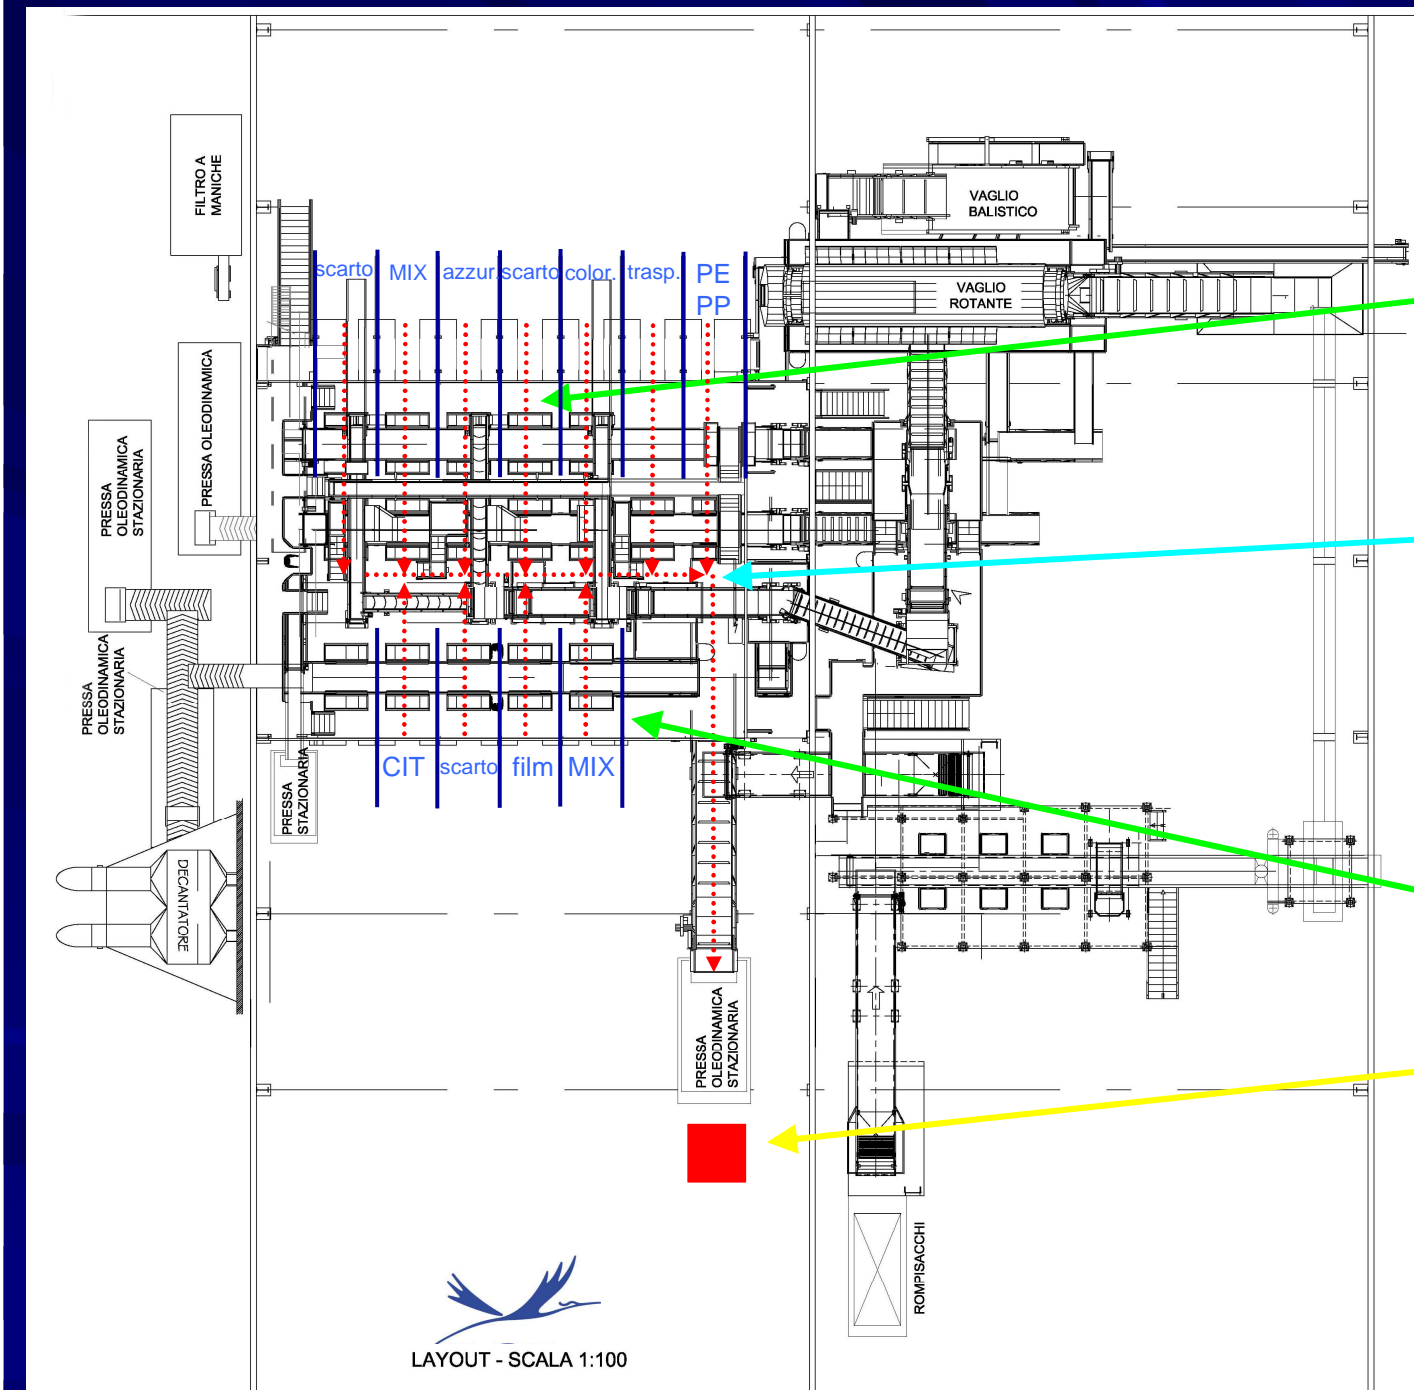 FILTRO A
MANICHE
VAGLIO
BALISTICO
VAGLIO
ROTANTE
scarto
MIX
azzur.
scarto
color.
trasp.
PE
PP
PRESSA OLEODINAMICA
PRESSA
OLEODINAMICA
STAZIONARIA
PRESSA
OLEODINAMICA
STAZIONARIA
PRESSA
STAZIONARIA
CIT
scarto
film
MIX
DECANTATORE
PRESSA
OLEODINAMICA
STAZIONARIA
ROMPISACCHI
LAYOUT - SCALA 1:100